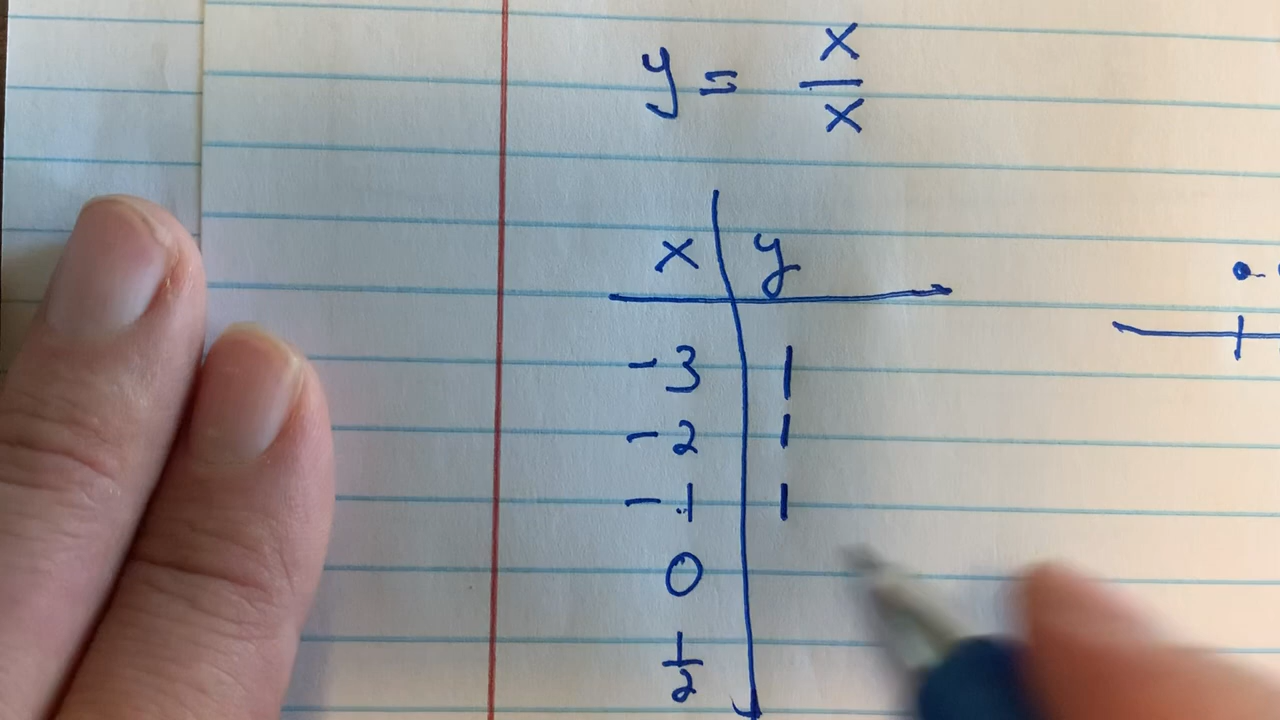 y = x/x
x y
-3 1
-2 1
-1 1
0
1/2